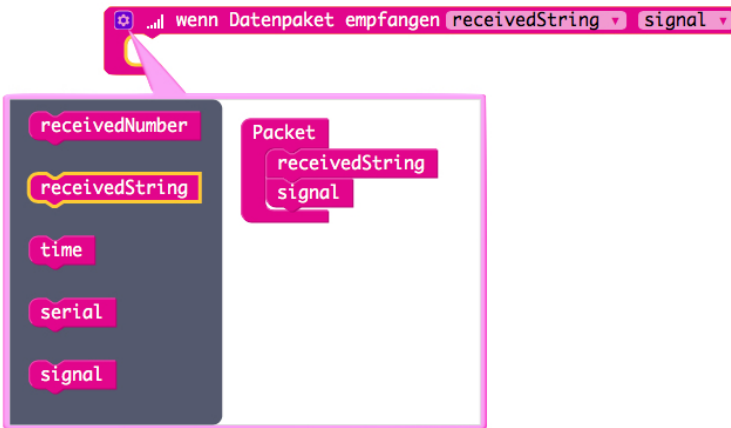 wenn Datenpaket empfangen receivedString signal
receivedNumber
receivedString
time
serial
signal
Packet
receivedString
signal